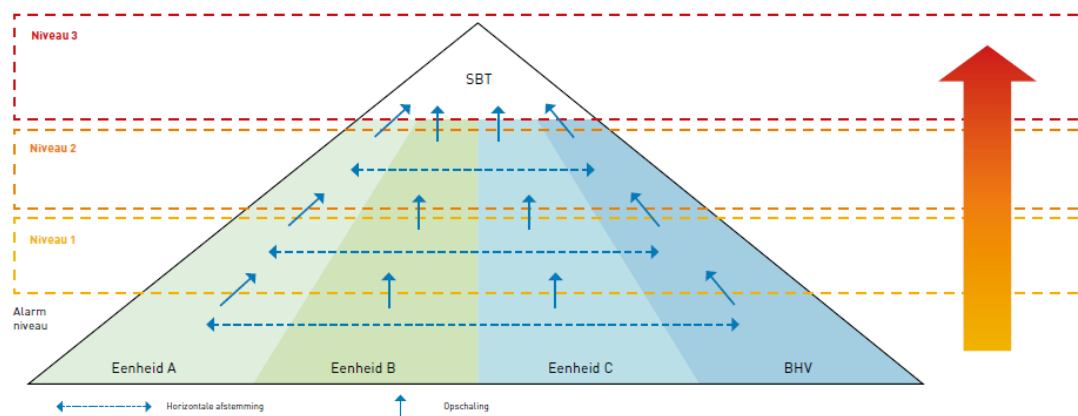 Niveau 3
SBT
Niveau 2
Niveau 1
Alarm
niveau
Eenheid A
Eenheid B
Eenheid C
BHV
Horizontale afstemming
Opschaling